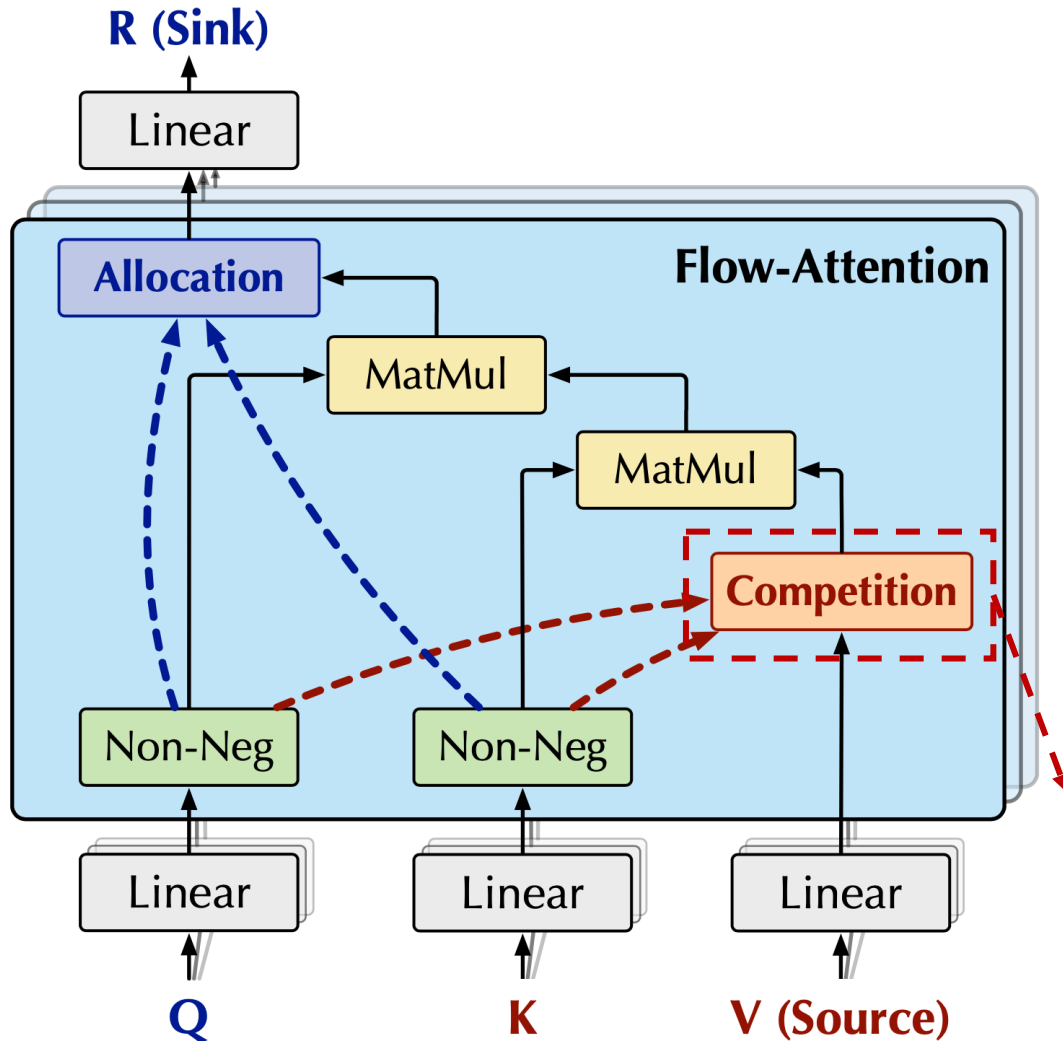 R (Sink)
Linear
Allocation
Flow-Attention
MatMul
MatMul
Competition
Non-Neg
Non-Neg
Linear
Linear
Linear
Q
K
V (Source)